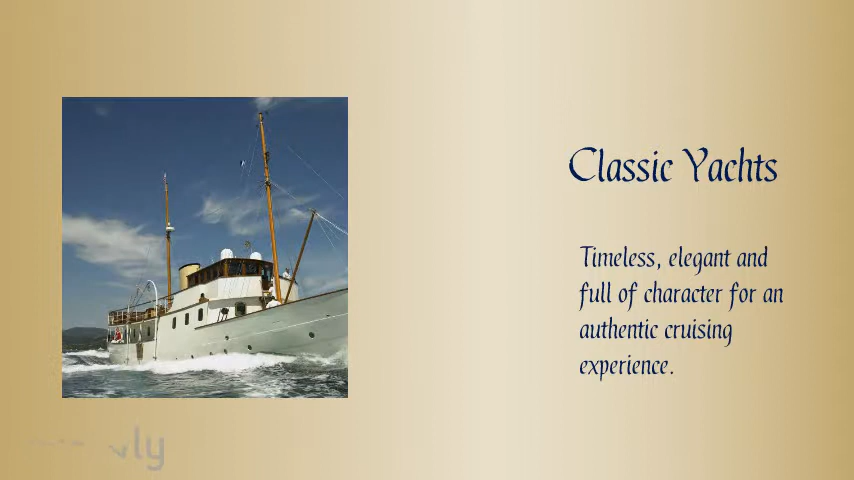 Classic Yachts
Timeless, elegant and
full of character for an
authentic cruising
experience.